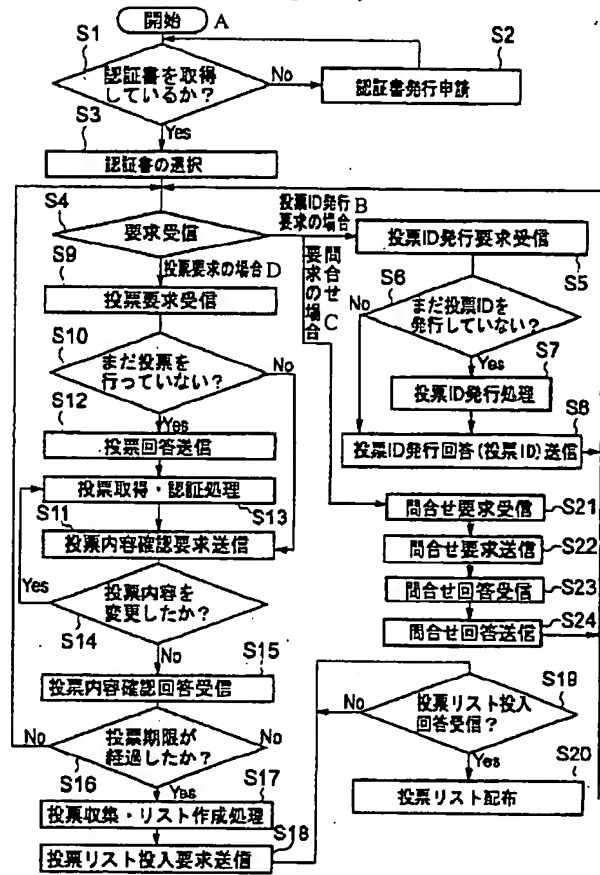 開始 A
S1
S2
認証書を取得
しているか？
No
認証書発行申請
Yes
S3
認証書の選択
S4
要求受信
投票ID発行 B
要求の場合
投票ID発行要求受信
S5
投票要求の場合 D
問合せ C
要求の場合
S9
投票要求受信
S6
まだ投票IDを
発行していない？
No
Yes
S7
投票ID発行処理
S8
投票ID発行回答(投票ID)送信
S10
まだ投票を
行っていない？
No
Yes
S12
投票回答送信
投票取得・認証処理
S13
S11
投票内容確認要求送信
問合せ要求受信
S21
問合せ要求送信
S22
問合せ回答受信
S23
問合せ回答送信
S24
Yes
投票内容を
変更したか？
S14
No
S15
投票内容確認回答受信
No
投票期限が
経過したか？
No
S16
Yes
S17
投票収集・リスト作成処理
S18
投票リスト投入要求送信
S19
No
投票リスト投入
回答受信？
Yes
S20
投票リスト配布